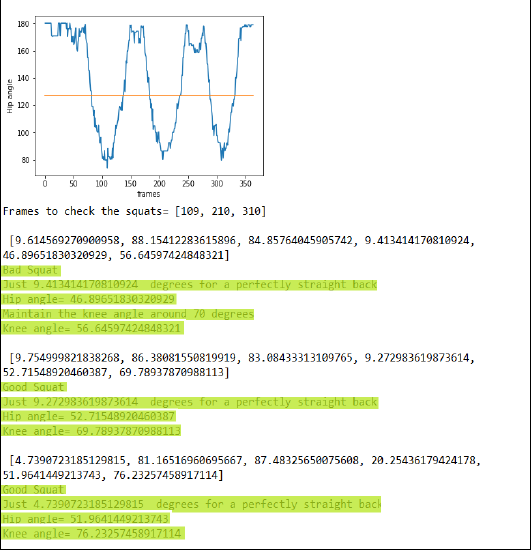 180
160
140
120
100
80
Hip angle
0 50 100 150 200 250 300 350
frames
Frames to check the squats= [109, 210, 310]
[9.614569270900958, 88.15412283615896, 84.85764045905742, 9.413414170810924,
46.89651830320929, 56.64597424848321]
Bad Squat
Just 9.413414170810924 degrees for a perfectly straight back
Hip angle= 46.89651830320929
Maintain the knee angle around 70 degrees
Knee angle= 56.64597424848321
[9.754999821838268, 86.38081550819919, 83.08433313109765, 9.272983619873614,
52.71548920460387, 69.78937870988113]
Good Squat
Just 9.272983619873614 degrees for a perfectly straight back
Hip angle= 52.71548920460387
Knee angle= 69.78937870988113
[4.7390723185129815, 81.16516960695667, 87.48325650075608, 20.25436179424178,
51.9641449213743, 76.23257458917114]
Good Squat
Just 4.7390723185129815 degrees for a perfectly straight back
Hip angle= 51.9641449213743
Knee angle= 76.23257458917114